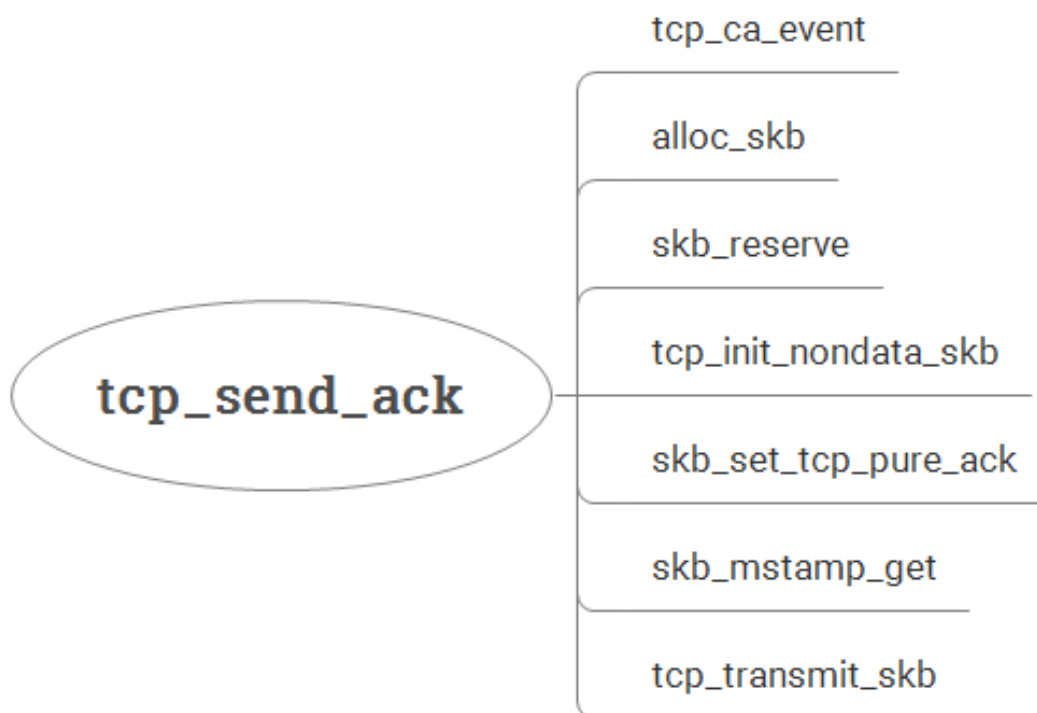 tcp_ca_event
alloc_skb
skb_reserve
tcp_init_nondata_skb
tcp_send_ack
skb_set_tcp_pure_ack
skb_mstamp_get
tcp_transmit_skb